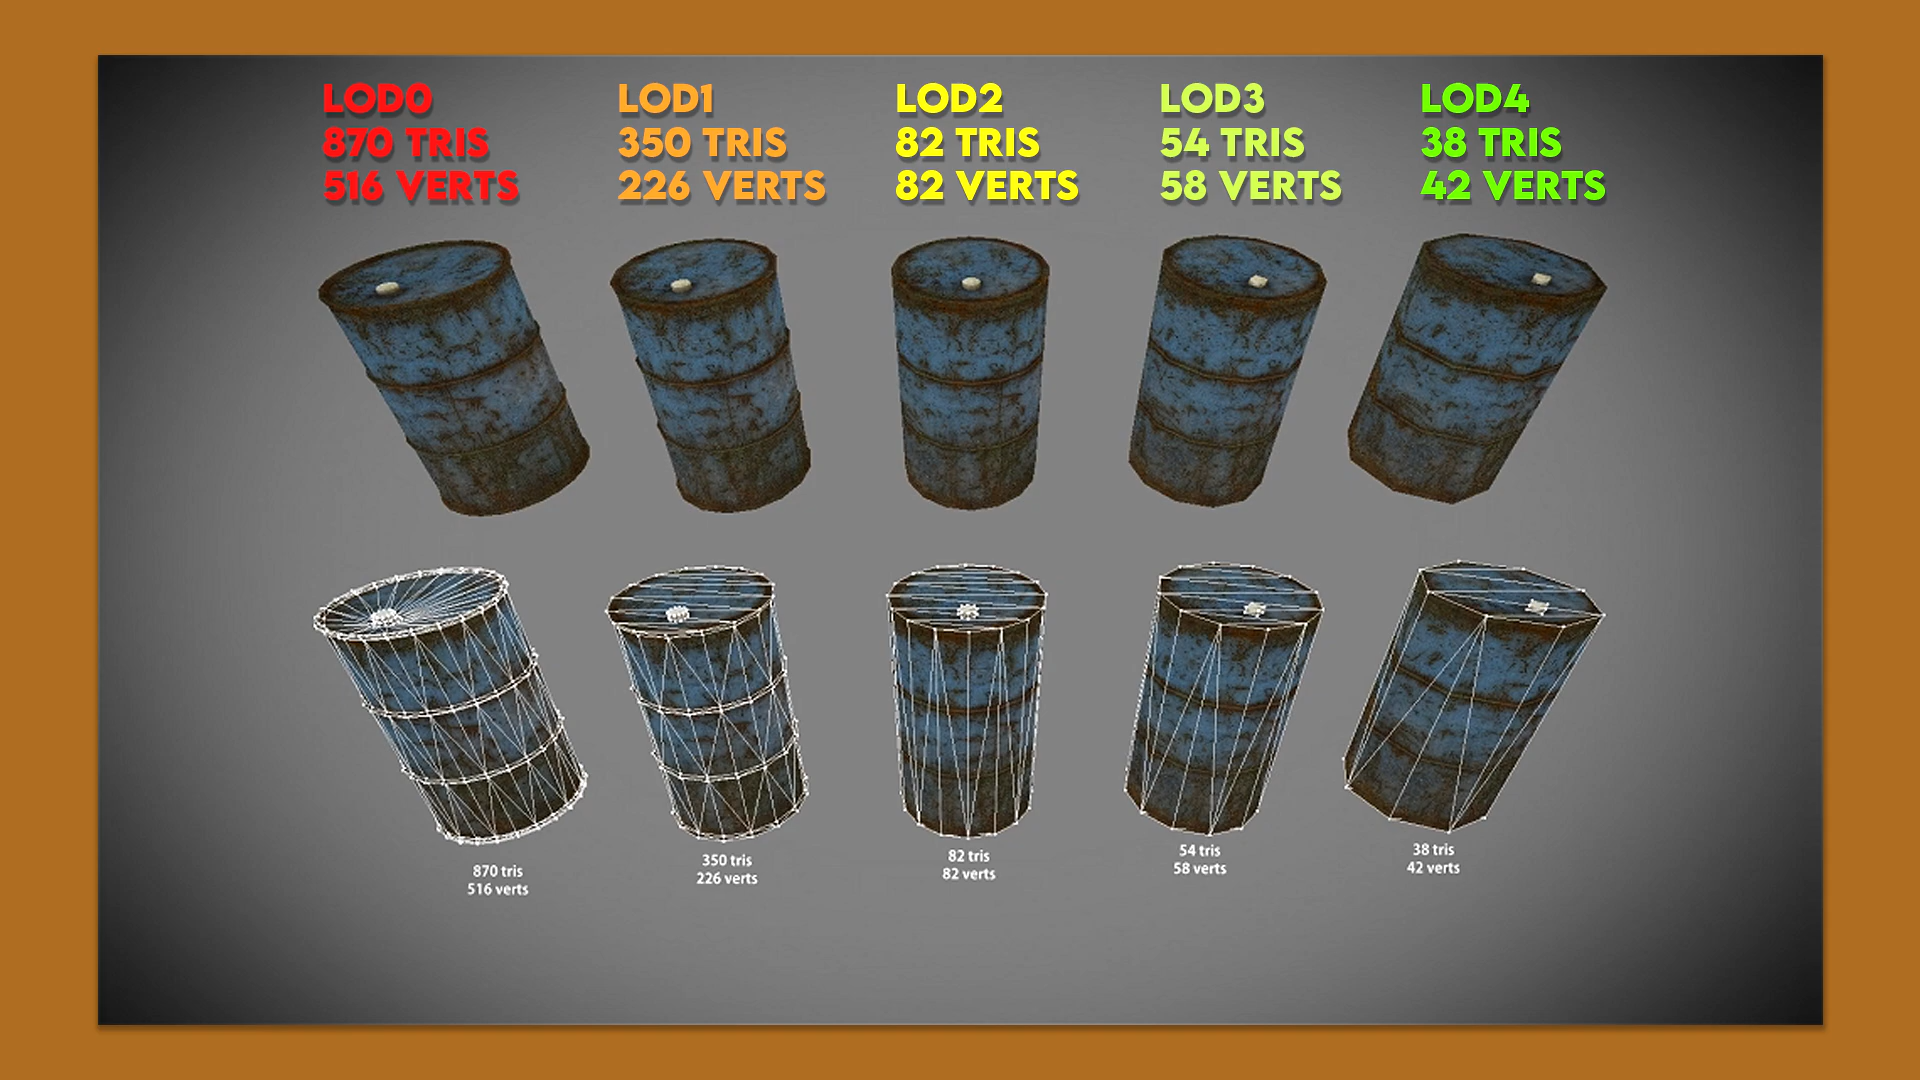 LOD0
870 TRIS
516 VERTS
LOD1
350 TRIS
226 VERTS
LOD2
82 TRIS
82 VERTS
LOD3
54 TRIS
58 VERTS
LOD4
38 TRIS
42 VERTS
870 tris
516 verts
350 tris
226 verts
82 tris
82 verts
54 tris
58 verts
38 tris
42 verts